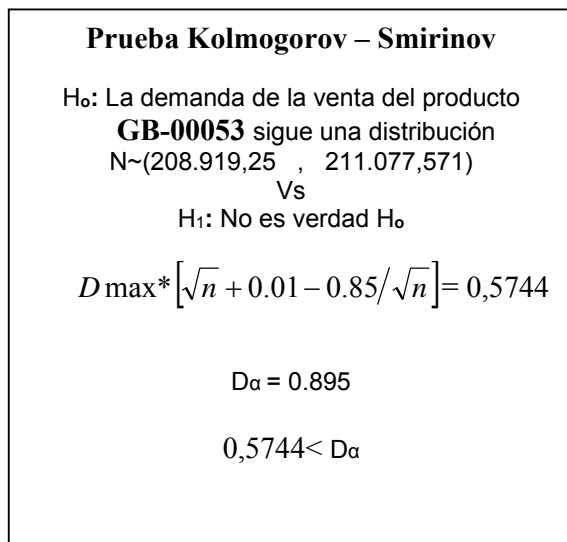 Prueba Kolmogorov – Smirinov
Ho: La demanda de la venta del producto
GB-00053 sigue una distribución
N~(208.919,25 , 211.077,571)
Vs
H1: No es verdad Ho
D max*[√n + 0.01 − 0.85/√n]= 0,5744
Dα = 0.895
0,5744< Dα